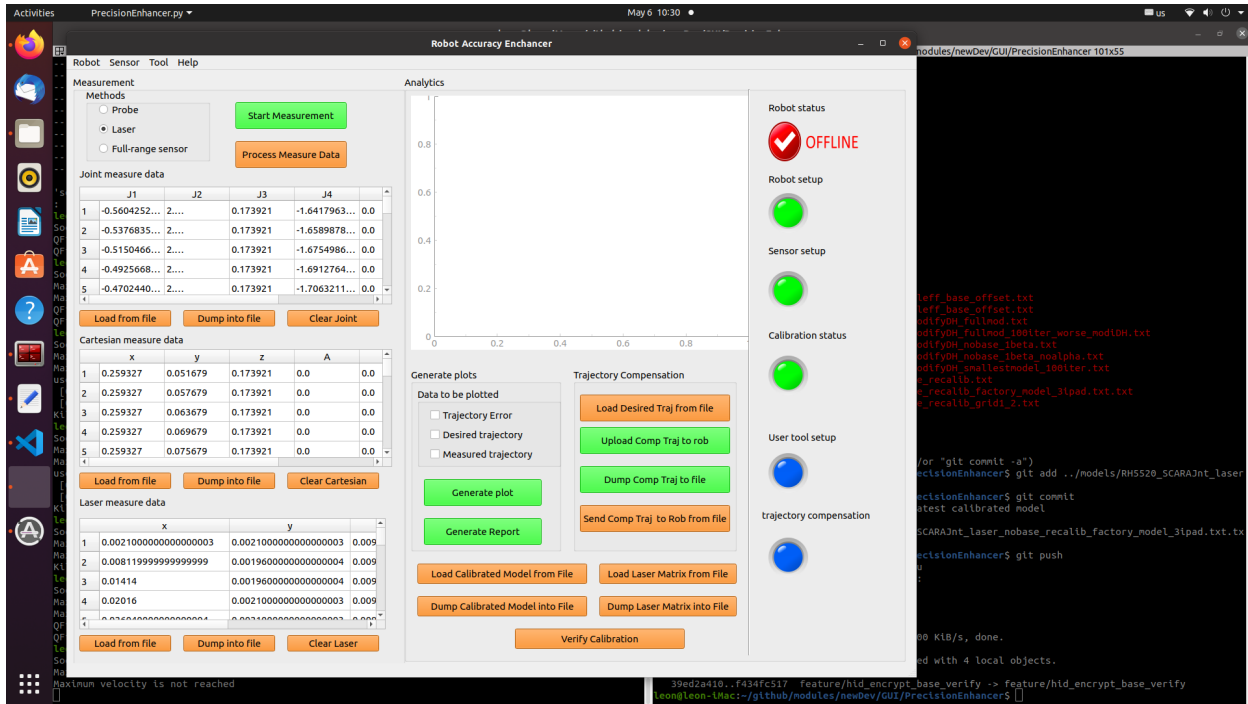 Activities
PrecisionEnhancer.py
May 6 10:30
us
Robot Accuracy Enchancer
nodules/newDev/GUI/PrecisionEnhancer 101x55
Robot Sensor Tool Help
Measurement
Methods
Probe
Laser
Full-range sensor
Start Measurement
Process Measure Data
Joint measure data
J1 J2 J3 J4
1 -0.5604252... 2.... 0.173921 -1.6417963... 0.0
2 -0.5376835... 2.... 0.173921 -1.6589878... 0.0
3 -0.5150466... 2.... 0.173921 -1.6754986... 0.0
4 -0.4925668... 2.... 0.173921 -1.6912764... 0.0
5 -0.4702440... 2.... 0.173921 -1.7063211... 0.0
Load from file
Dump into file
Clear Joint
Cartesian measure data
x y z A
1 0.259327 0.051679 0.173921 0.0 0.0
2 0.259327 0.057679 0.173921 0.0 0.0
3 0.259327 0.063679 0.173921 0.0 0.0
4 0.259327 0.069679 0.173921 0.0 0.0
5 0.259327 0.075679 0.173921 0.0 0.0
Load from file
Dump into file
Clear Cartesian
Laser measure data
x y
1 0.0021000000000000003 0.0021000000000000003 0.009
2 0.008119999999999999 0.0019600000000000004 0.009
3 0.01414 0.0019600000000000004 0.009
4 0.02016 0.0021000000000000003 0.009
Load from file
Dump into file
Clear Laser
Analytics
1
0.8
0.6
0.4
0.2
0
0 0.2 0.4 0.6 0.8
Generate plots
Data to be plotted
Trajectory Error
Desired trajectory
Measured trajectory
Generate plot
Generate Report
Trajectory Compensation
Load Desired Traj from file
Upload Comp Traj to rob
Dump Comp Traj to file
Send Comp Traj to Rob from file
Load Calibrated Model from File
Load Laser Matrix from File
Dump Calibrated Model into File
Dump Laser Matrix into File
Verify Calibration
Robot status
OFFLINE
Robot setup
Sensor setup
Calibration status
User tool setup
trajectory compensation
leff_base_offset.txt
leff_base_offset.txt
odifyDH_fullmod.txt
odifyDH_fullmod_100iter_worse_modiDH.txt
odifyDH_nobase_1beta.txt
odifyDH_nobase_1beta_noalpha.txt
odifyDH_smallestmodel_100iter.txt
e_recalib.txt
e_recalib_factory_model_3ipad.txt.txt
e_recalib_grid1_2.txt
/or "git commit -a")
ecisionEnhancer$ git add ../models/RH5520_SCARAJnt_laser
ecisionEnhancer$ git commit
atest calibrated model
SCARAJnt_laser_nobase_recalib_factory_model_3ipad.txt.tx
ecisionEnhancer$ git push
u
:
00 KiB/s, done.
ed with 4 local objects.
39ed2a410..f434fc517 feature/hid_encrypt_base_verify -> feature/hid_encrypt_base_verify
leon@leon-iMac:~/github/modules/newDev/GUI/PrecisionEnhancer$
Maximum velocity is not reached